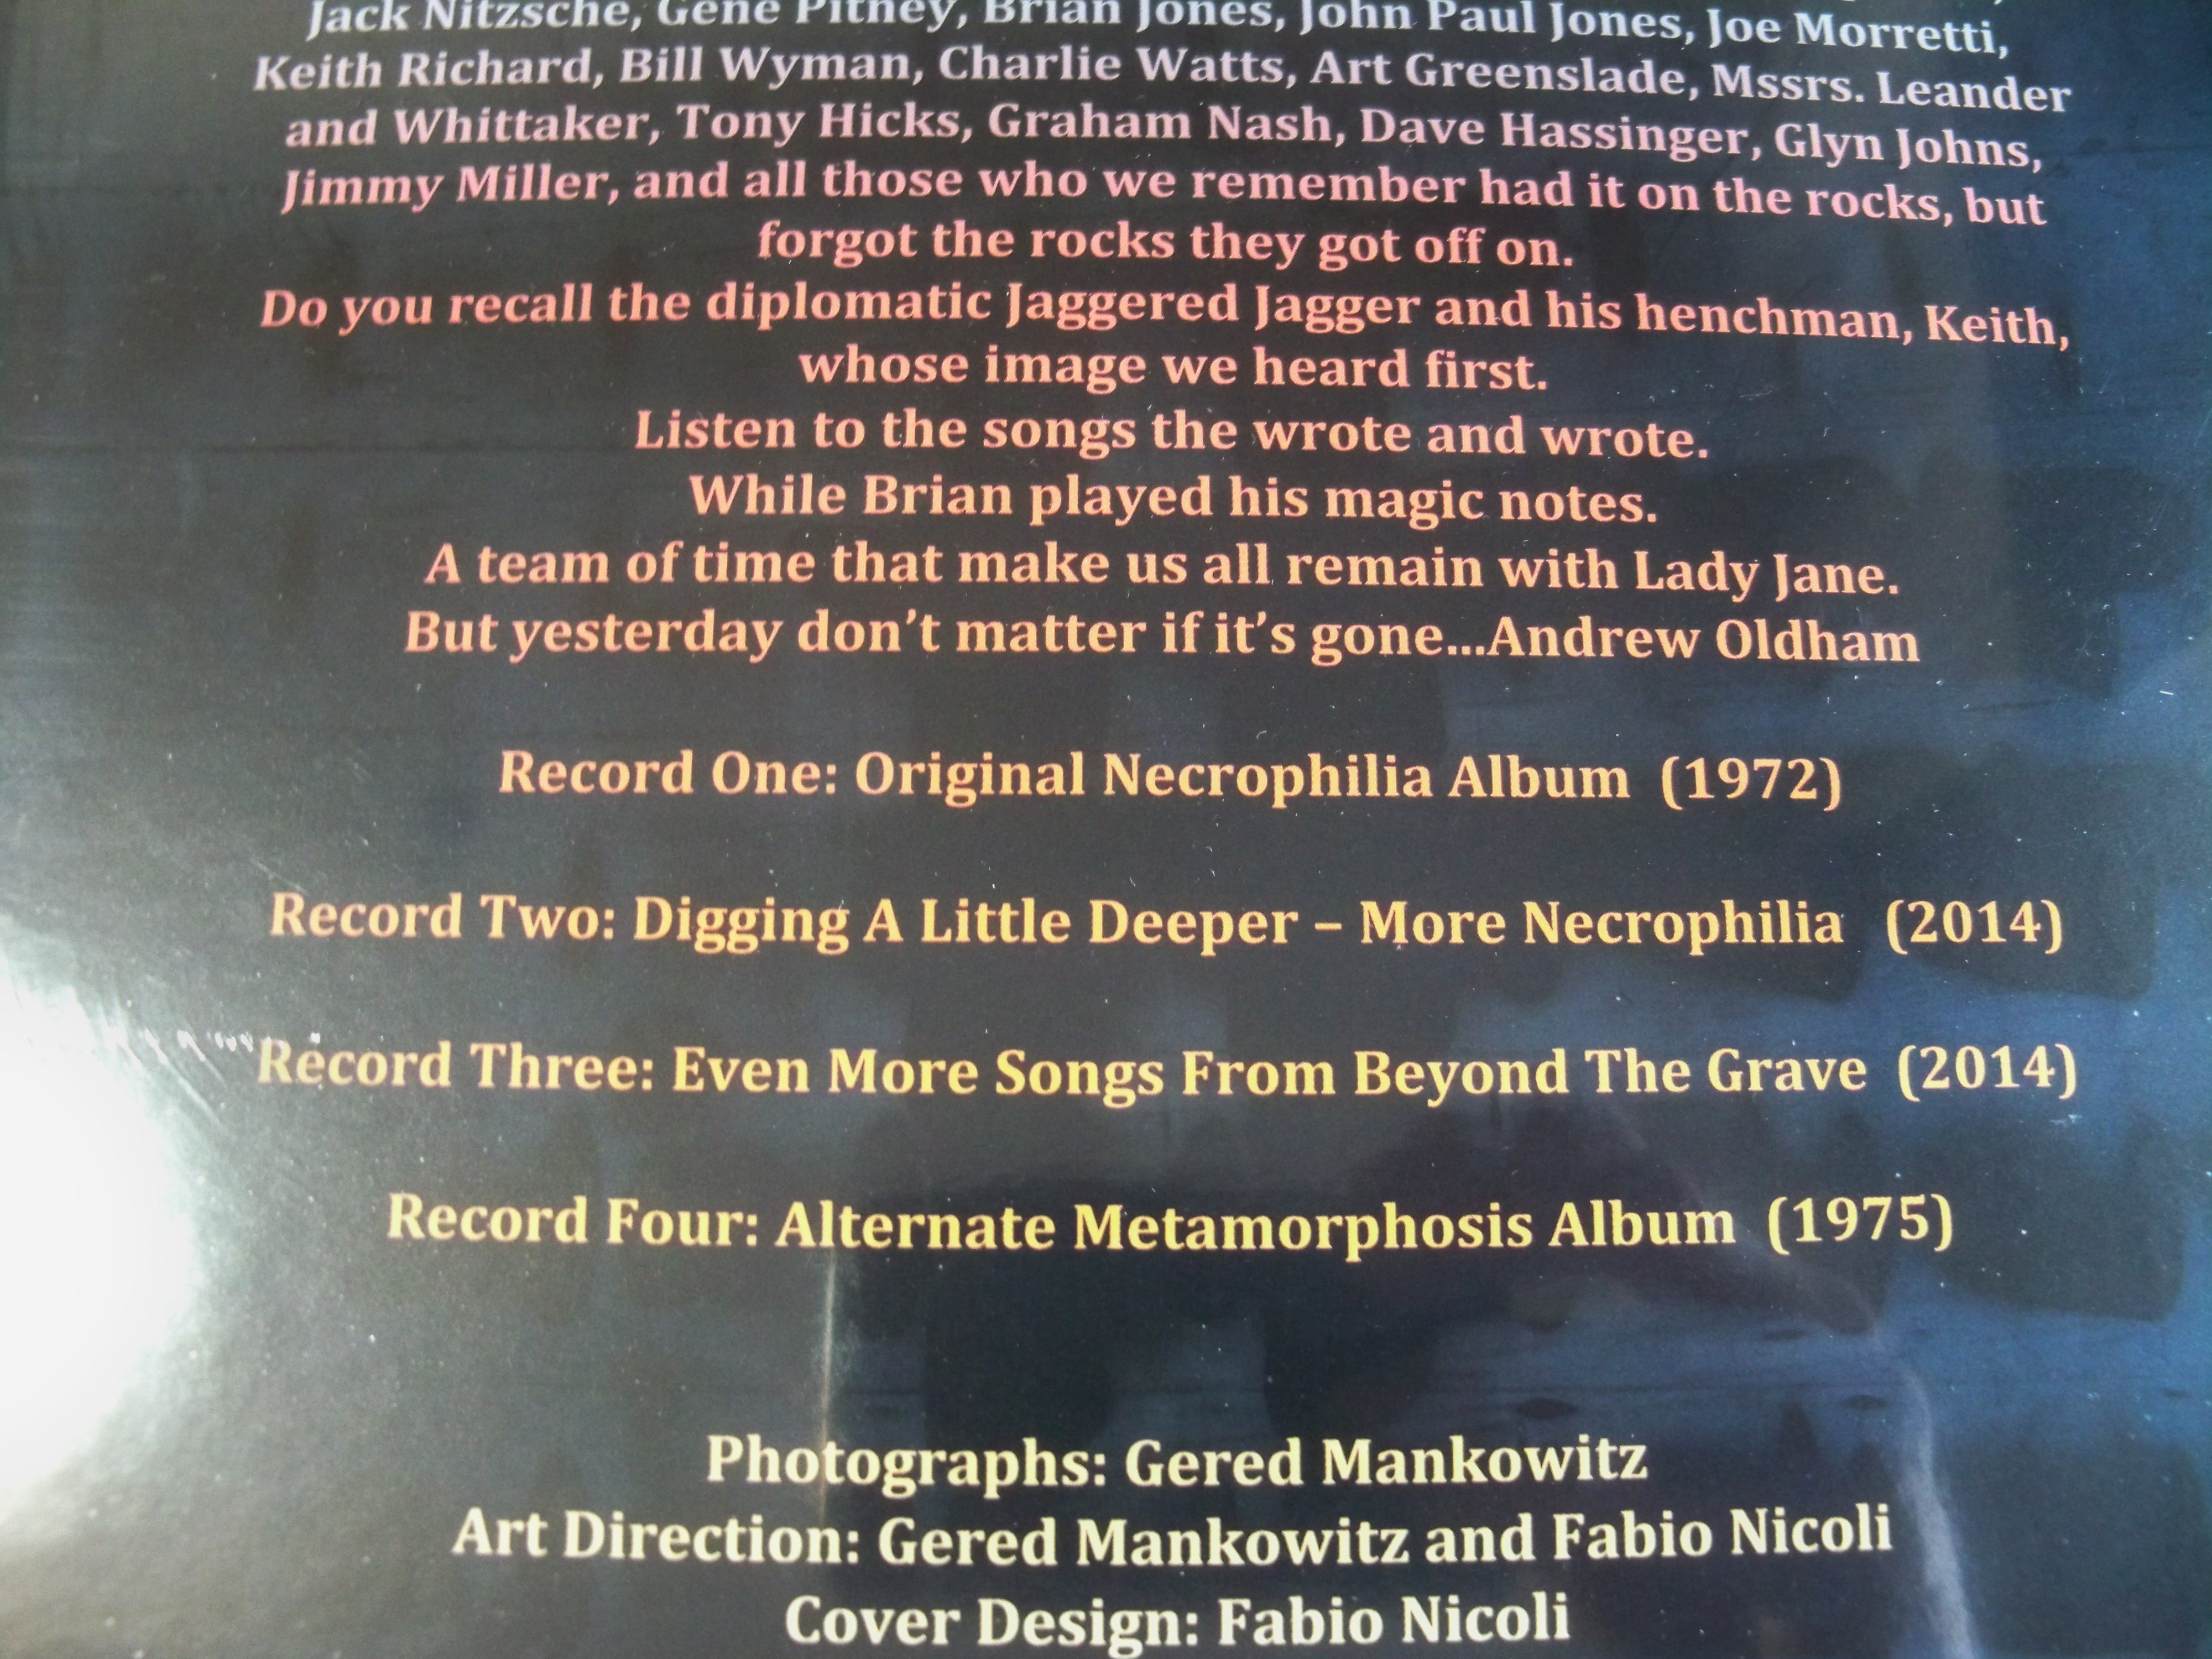 Jack Nitzsche, Gene Pitney, Brian Jones, John Paul Jones, Joe Morretti,
Keith Richard, Bill Wyman, Charlie Watts, Art Greenslade, Mssrs. Leander
and Whittaker, Tony Hicks, Graham Nash, Dave Hassinger, Glyn Johns,
Jimmy Miller, and all those who we remember had it on the rocks, but
forgot the rocks they got off on.
Do you recall the diplomatic Jaggered Jagger and his henchman, Keith,
whose image we heard first.
Listen to the songs the wrote and wrote.
While Brian played his magic notes.
A team of time that make us all remain with Lady Jane.
But yesterday don’t matter if it’s gone...Andrew Oldham
Record One: Original Necrophilia Album (1972)
Record Two: Digging A Little Deeper – More Necrophilia (2014)
Record Three: Even More Songs From Beyond The Grave (2014)
Record Four: Alternate Metamorphosis Album (1975)
Photographs: Gered Mankowitz
Art Direction: Gered Mankowitz and Fabio Nicoli
Cover Design: Fabio Nicoli